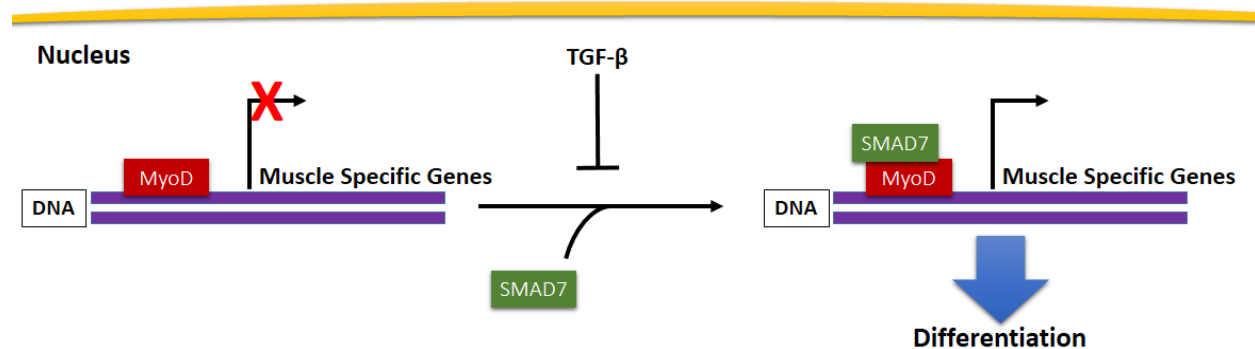 Nucleus
TGF-β
X
SMAD7
MyoD
Muscle Specific Genes
MyoD
Muscle Specific Genes
DNA
DNA
SMAD7
Differentiation